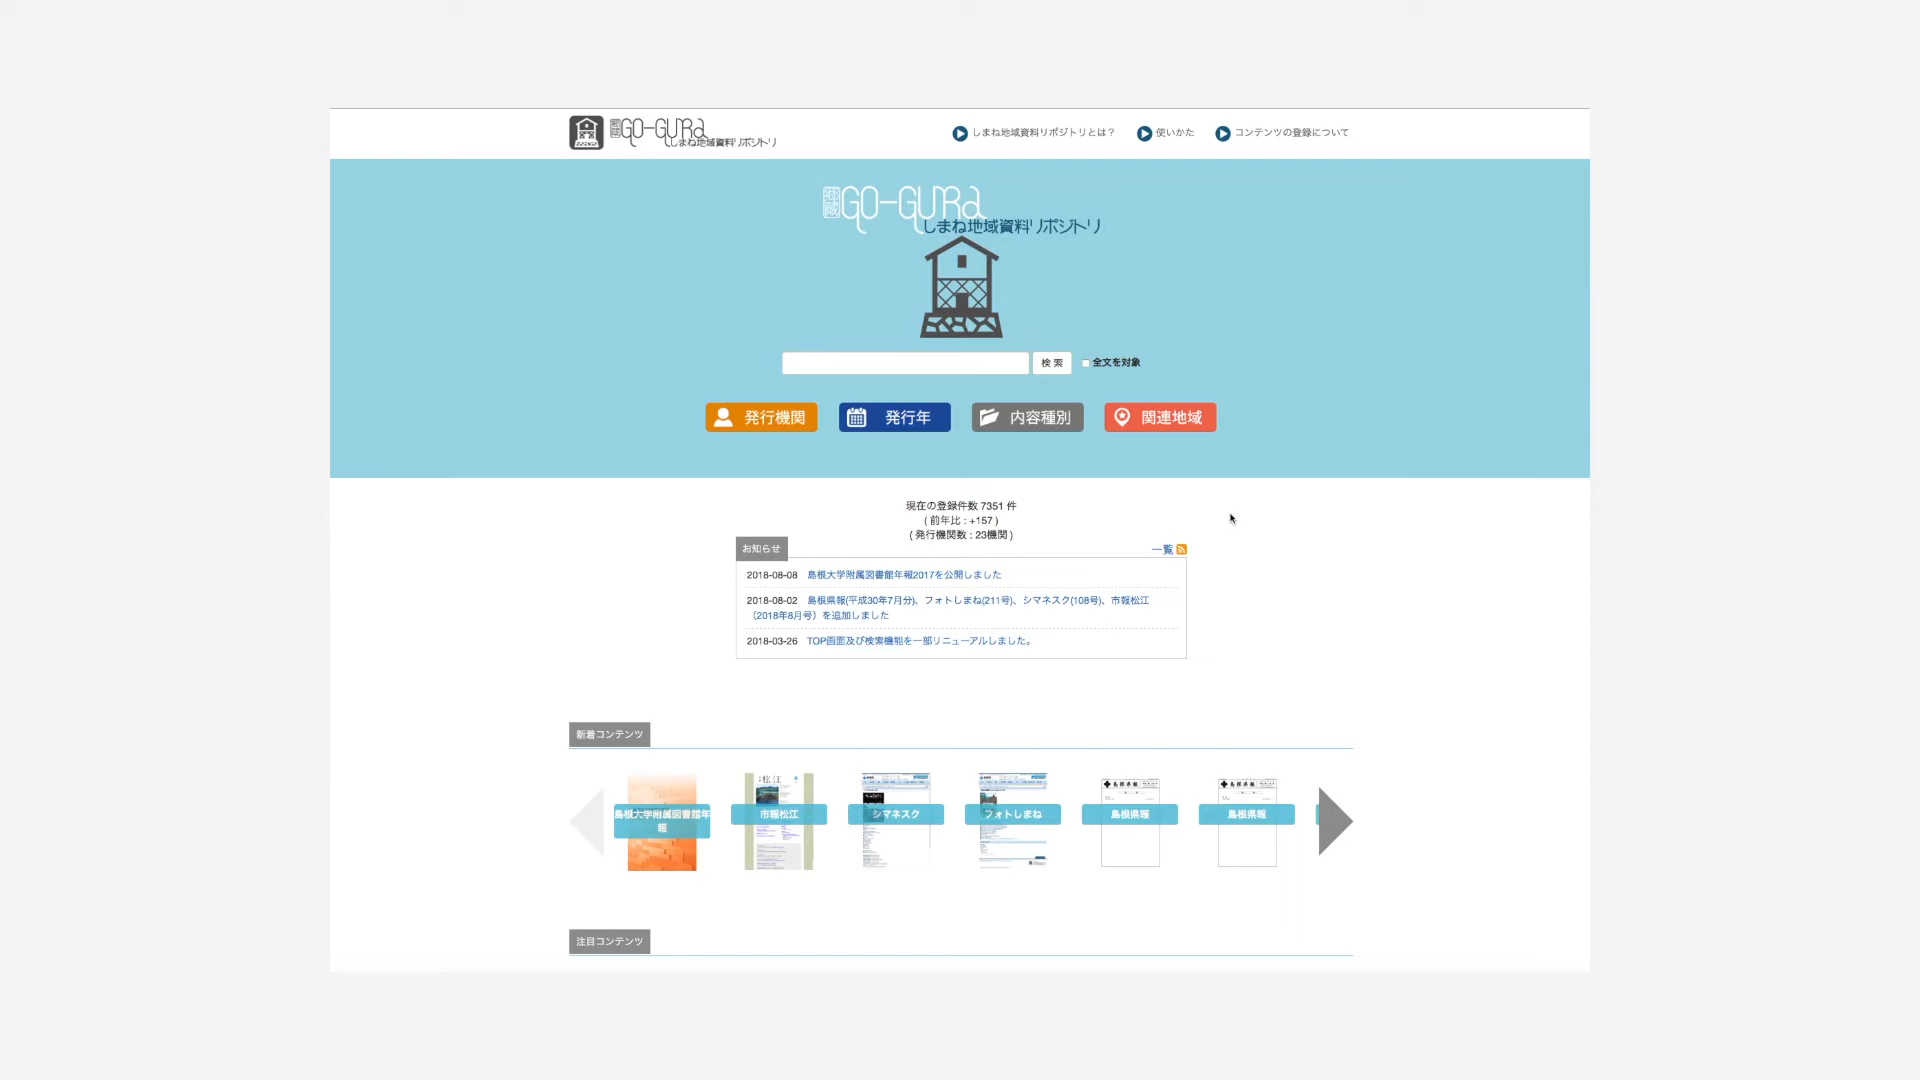 郷蔵 GO-GURa
しまね地域資料リポジトリ
しまね地域資料リポジトリとは？
使いかた
コンテンツの登録について
郷蔵 GO-GURa
しまね地域資料リポジトリ
検 索
全文を対象
発行機関
発行年
内容種別
関連地域
現在の登録件数 7351 件
( 前年比 : +157 )
( 発行機関数 : 23機関 )
お知らせ
一覧
2018-08-08 島根大学附属図書館年報2017を公開しました
2018-08-02 島根県報(平成30年7月分)、フォトしまね(211号)、シマネスク(108号)、市報松江
（2018年8月号）を追加しました
2018-03-26 TOP画面及び検索機能を一部リニューアルしました。
新着コンテンツ
島根大学附属図書館年
報
市報松江
シマネスク
フォトしまね
島根県報
島根県報
注目コンテンツ